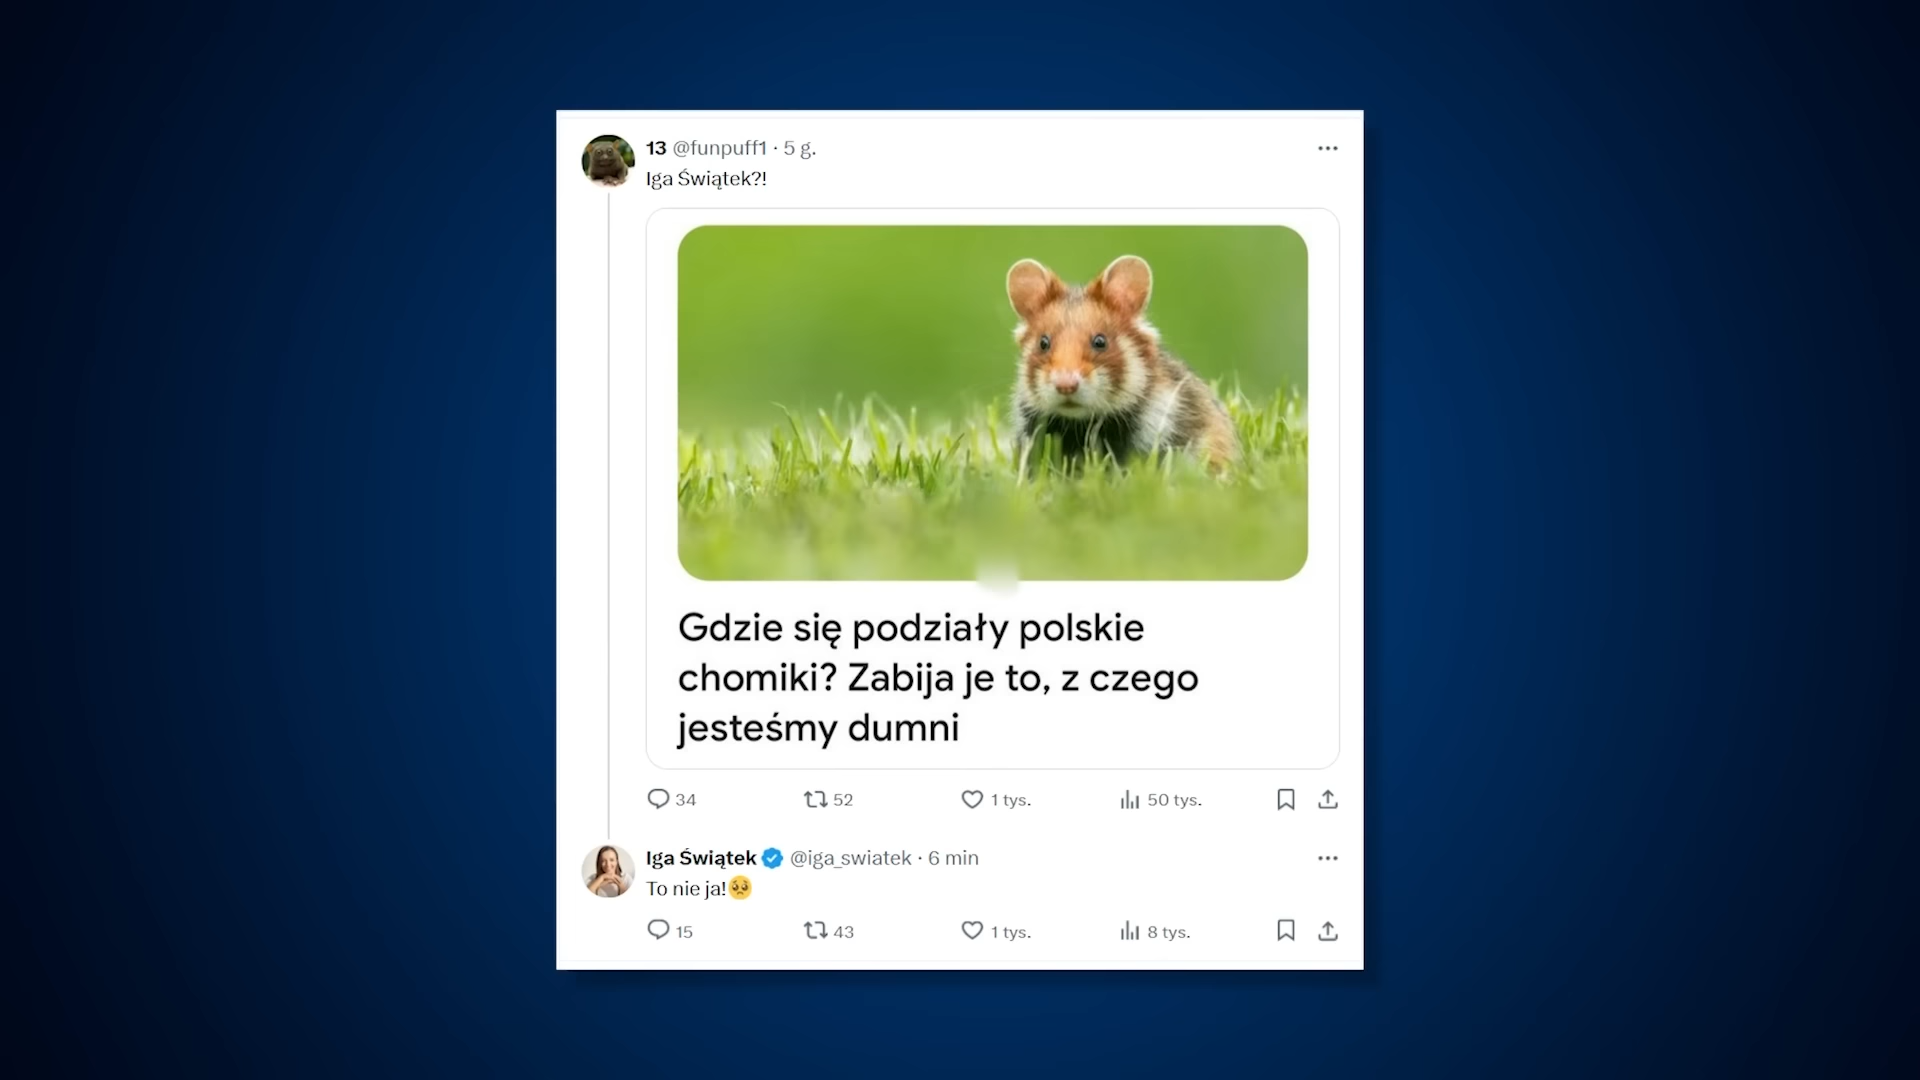 13 @funpuff1 · 5 g.
Iga Świątek?!
Gdzie się podziały polskie
chomiki? Zabija je to, z czego
jesteśmy dumni
34 52 1 tys. 50 tys.
Iga Świątek @iga_swiatek · 6 min
To nie ja!🥺
15 43 1 tys. 8 tys.